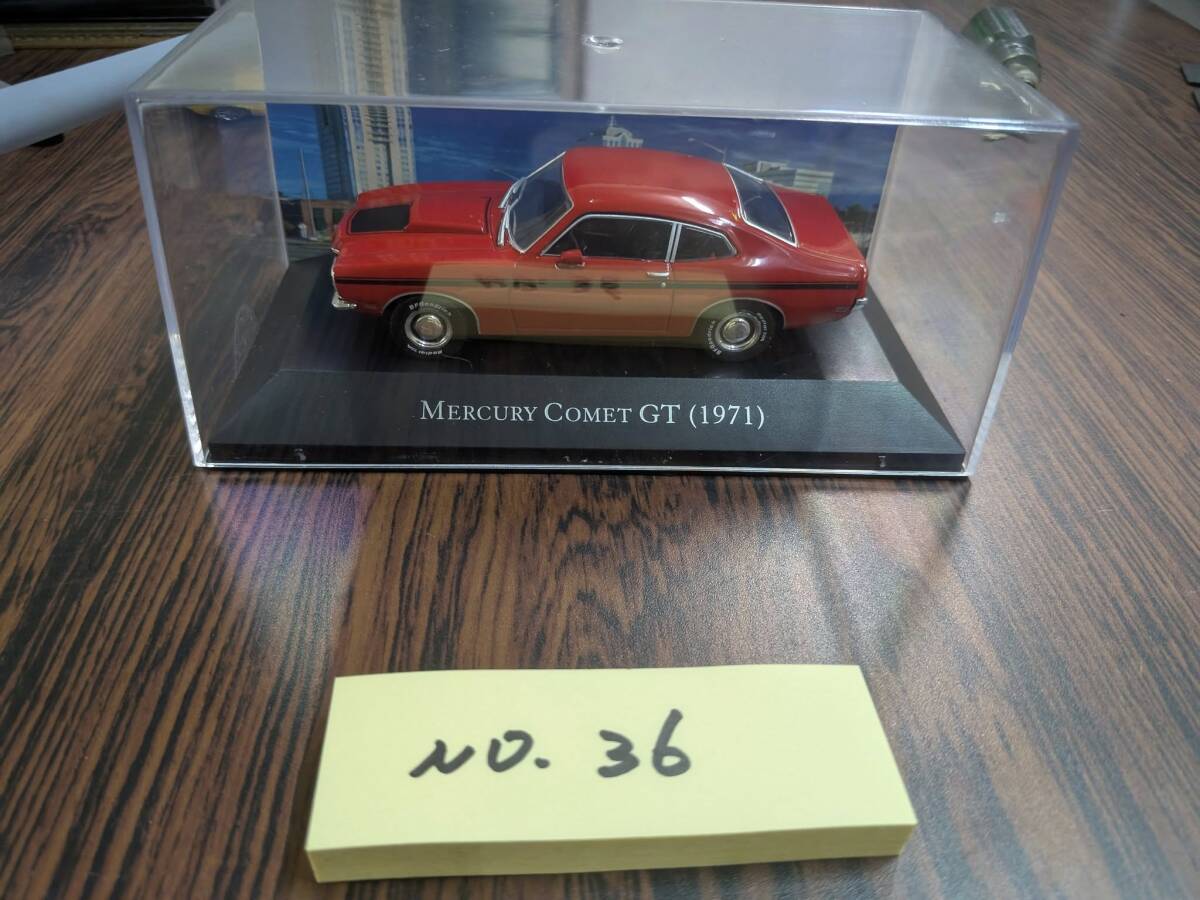 MERCURY COMET GT (1971)
NO. 36